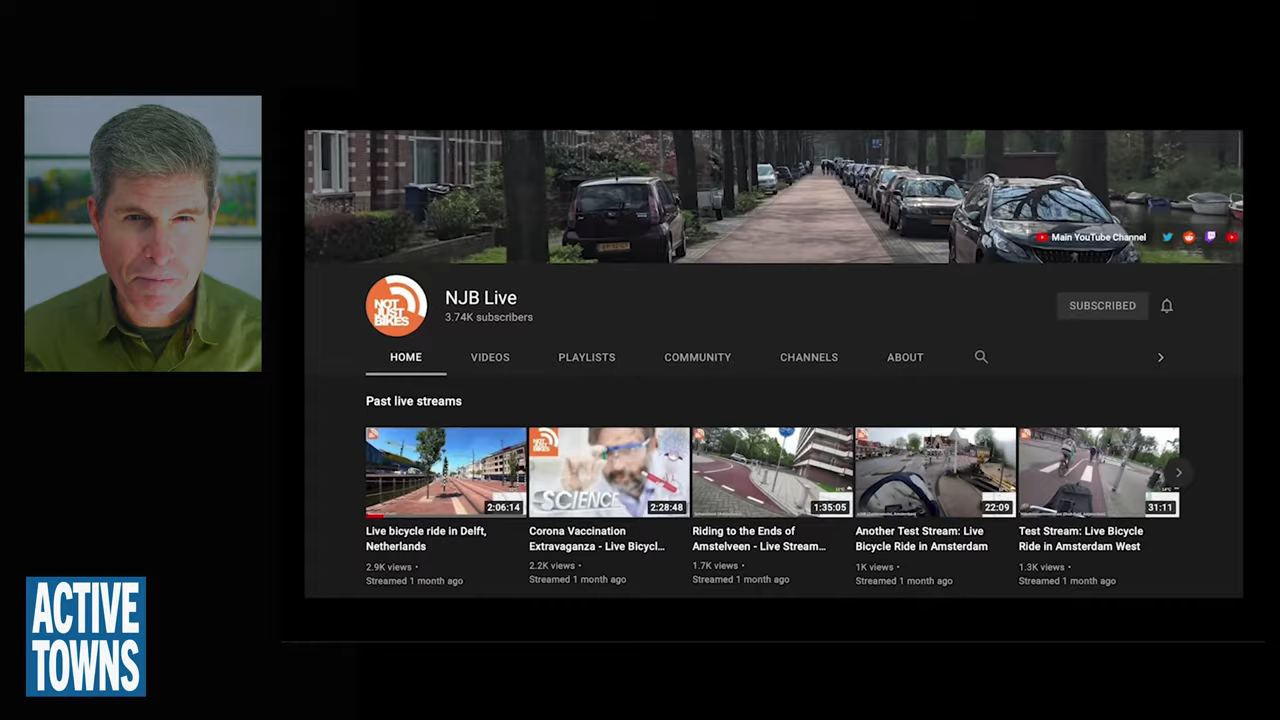 Main YouTube Channel
NOT
JUST
BIKES
NJB Live
3.74K subscribers
SUBSCRIBED
HOME
VIDEOS
PLAYLISTS
COMMUNITY
CHANNELS
ABOUT
Past live streams
2:06:14
NOT
JUST
BIKES
SCIENCE
2:28:48
1:35:05
22:09
31:11
Live bicycle ride in Delft,
Netherlands
2.9K views •
Streamed 1 month ago
Corona Vaccination
Extravaganza - Live Bicycl...
2.2K views •
Streamed 1 month ago
Riding to the Ends of
Amstelveen - Live Stream...
1.7K views •
Streamed 1 month ago
Another Test Stream: Live
Bicycle Ride in Amsterdam
1K views •
Streamed 1 month ago
Test Stream: Live Bicycle
Ride in Amsterdam West
1.3K views •
Streamed 1 month ago
ACTIVE
TOWNS